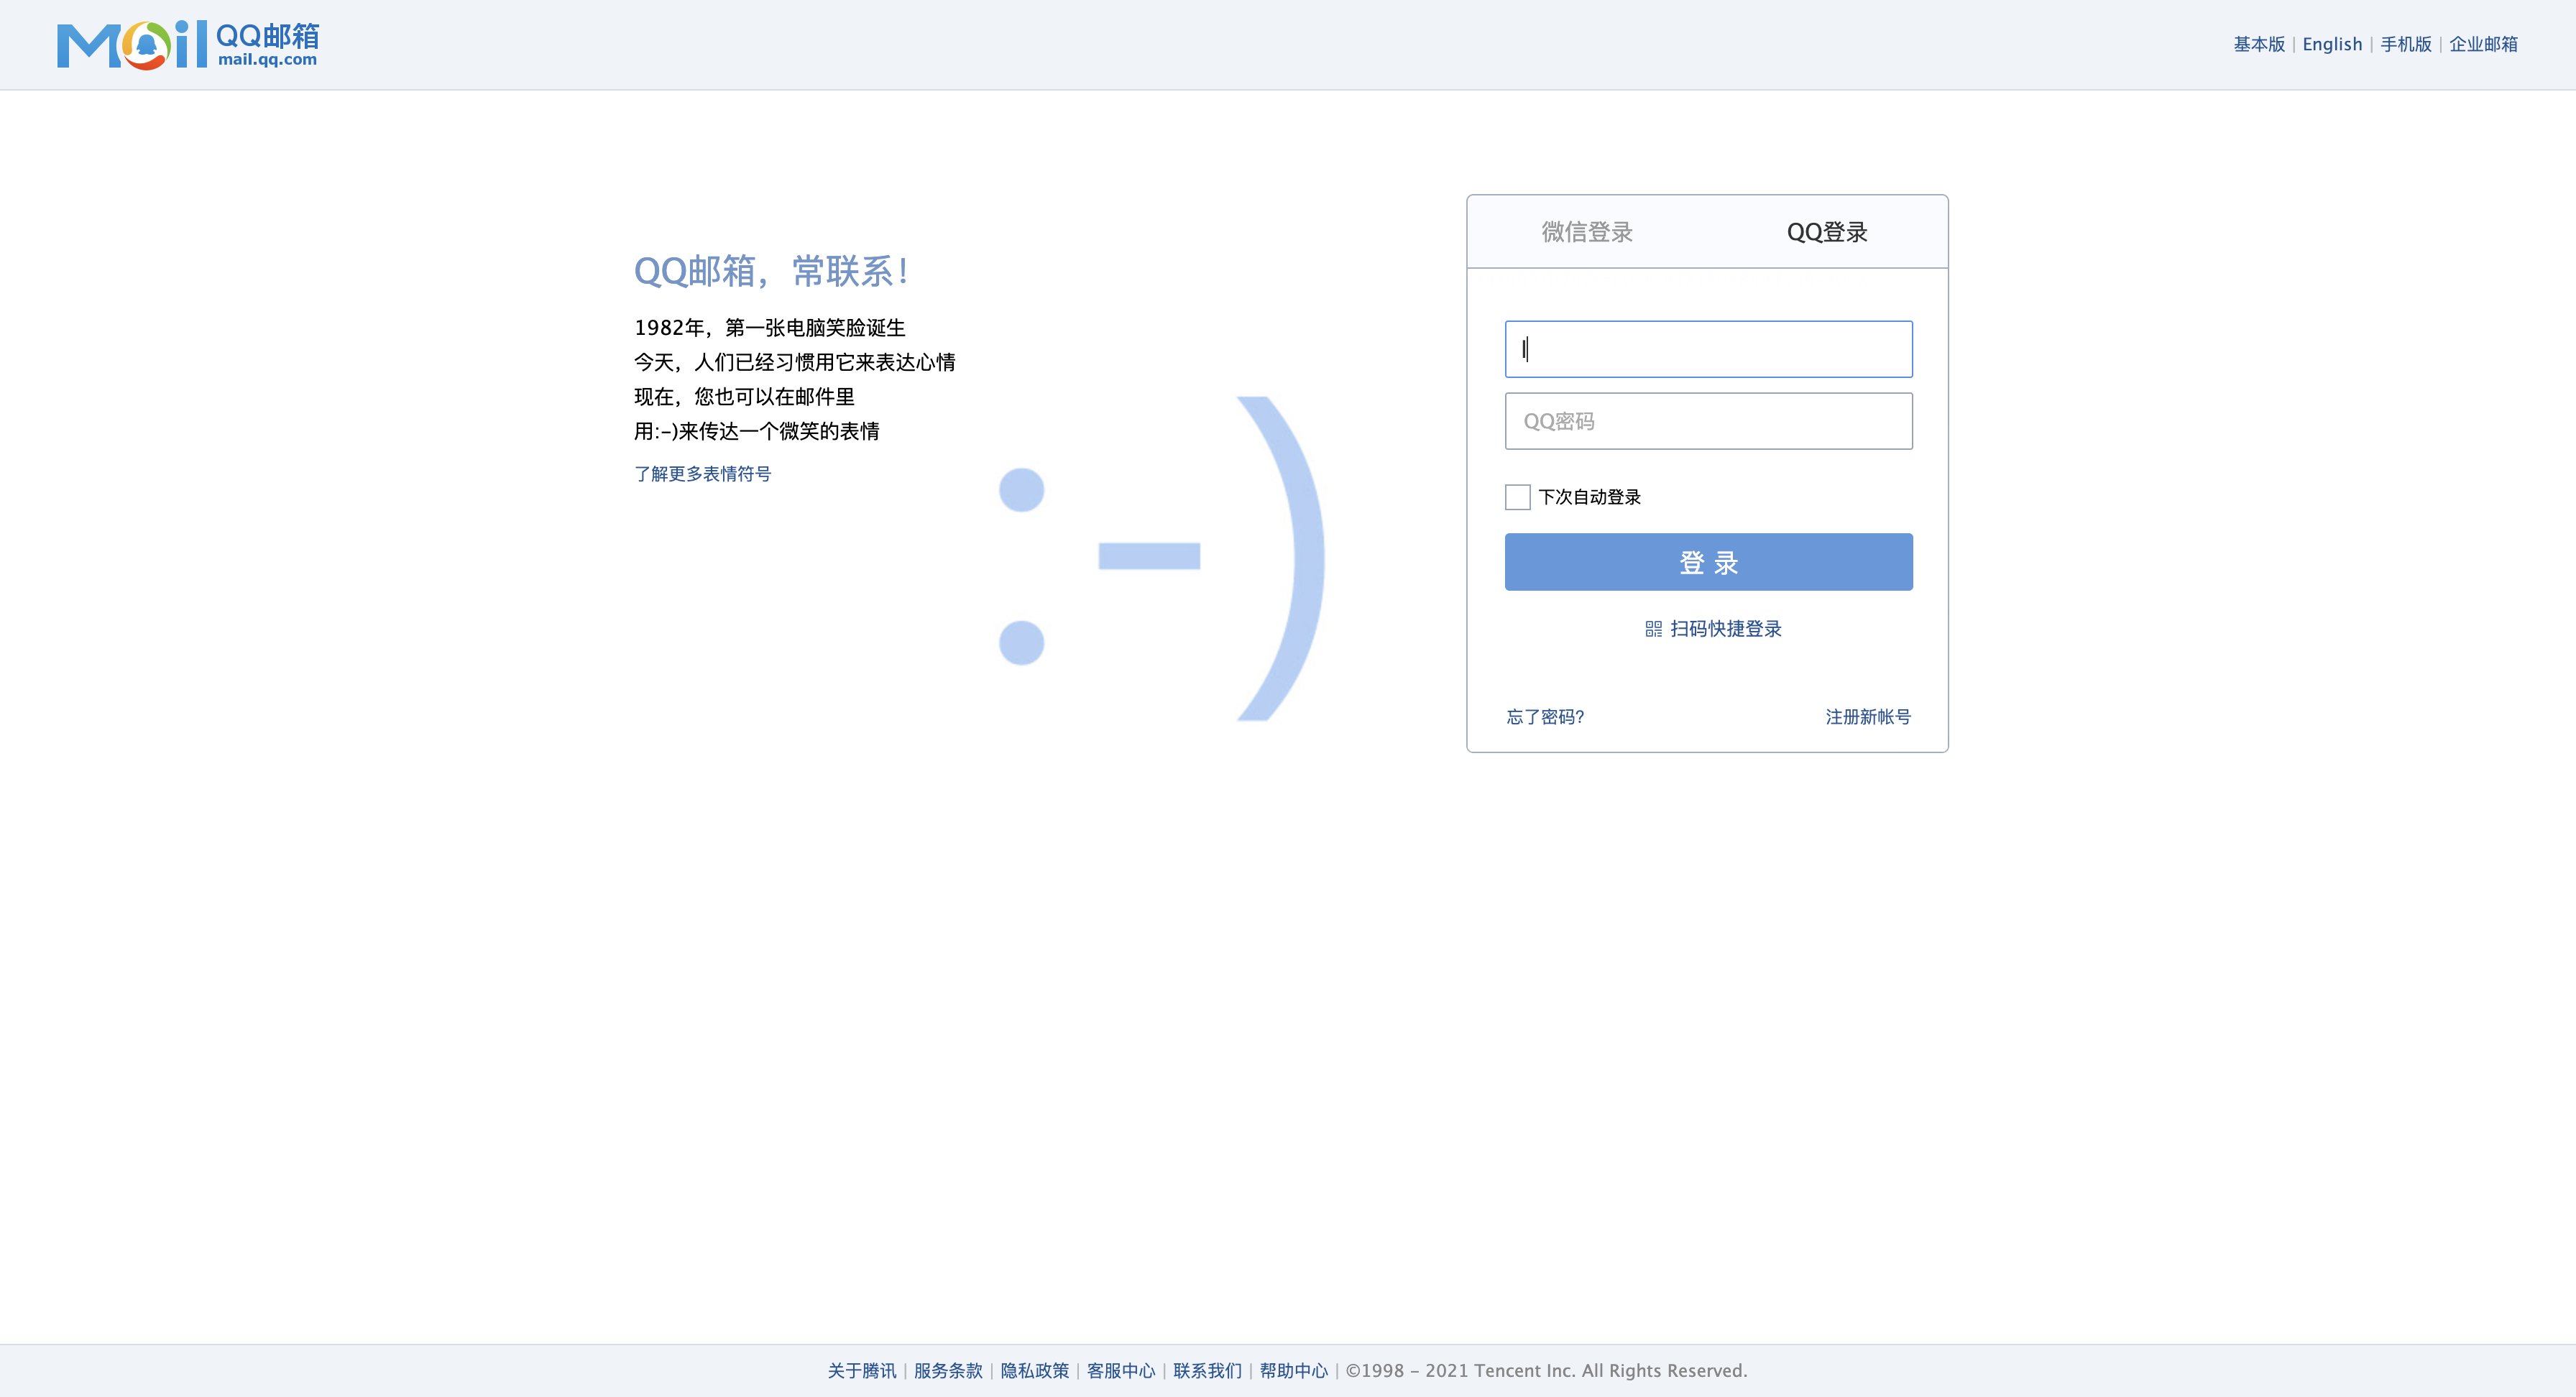 Mail QQ邮箱
mail.qq.com
基本版 | English | 手机版 | 企业邮箱
QQ邮箱，常联系！
1982年，第一张电脑笑脸诞生
今天，人们已经习惯用它来表达心情
现在，您也可以在邮件里
用:-)来传达一个微笑的表情
了解更多表情符号
:-)
微信登录 QQ登录
l
QQ密码
下次自动登录
登 录
扫码快捷登录
忘了密码? 注册新帐号
关于腾讯 | 服务条款 | 隐私政策 | 客服中心 | 联系我们 | 帮助中心 | ©1998 - 2021 Tencent Inc. All Rights Reserved.